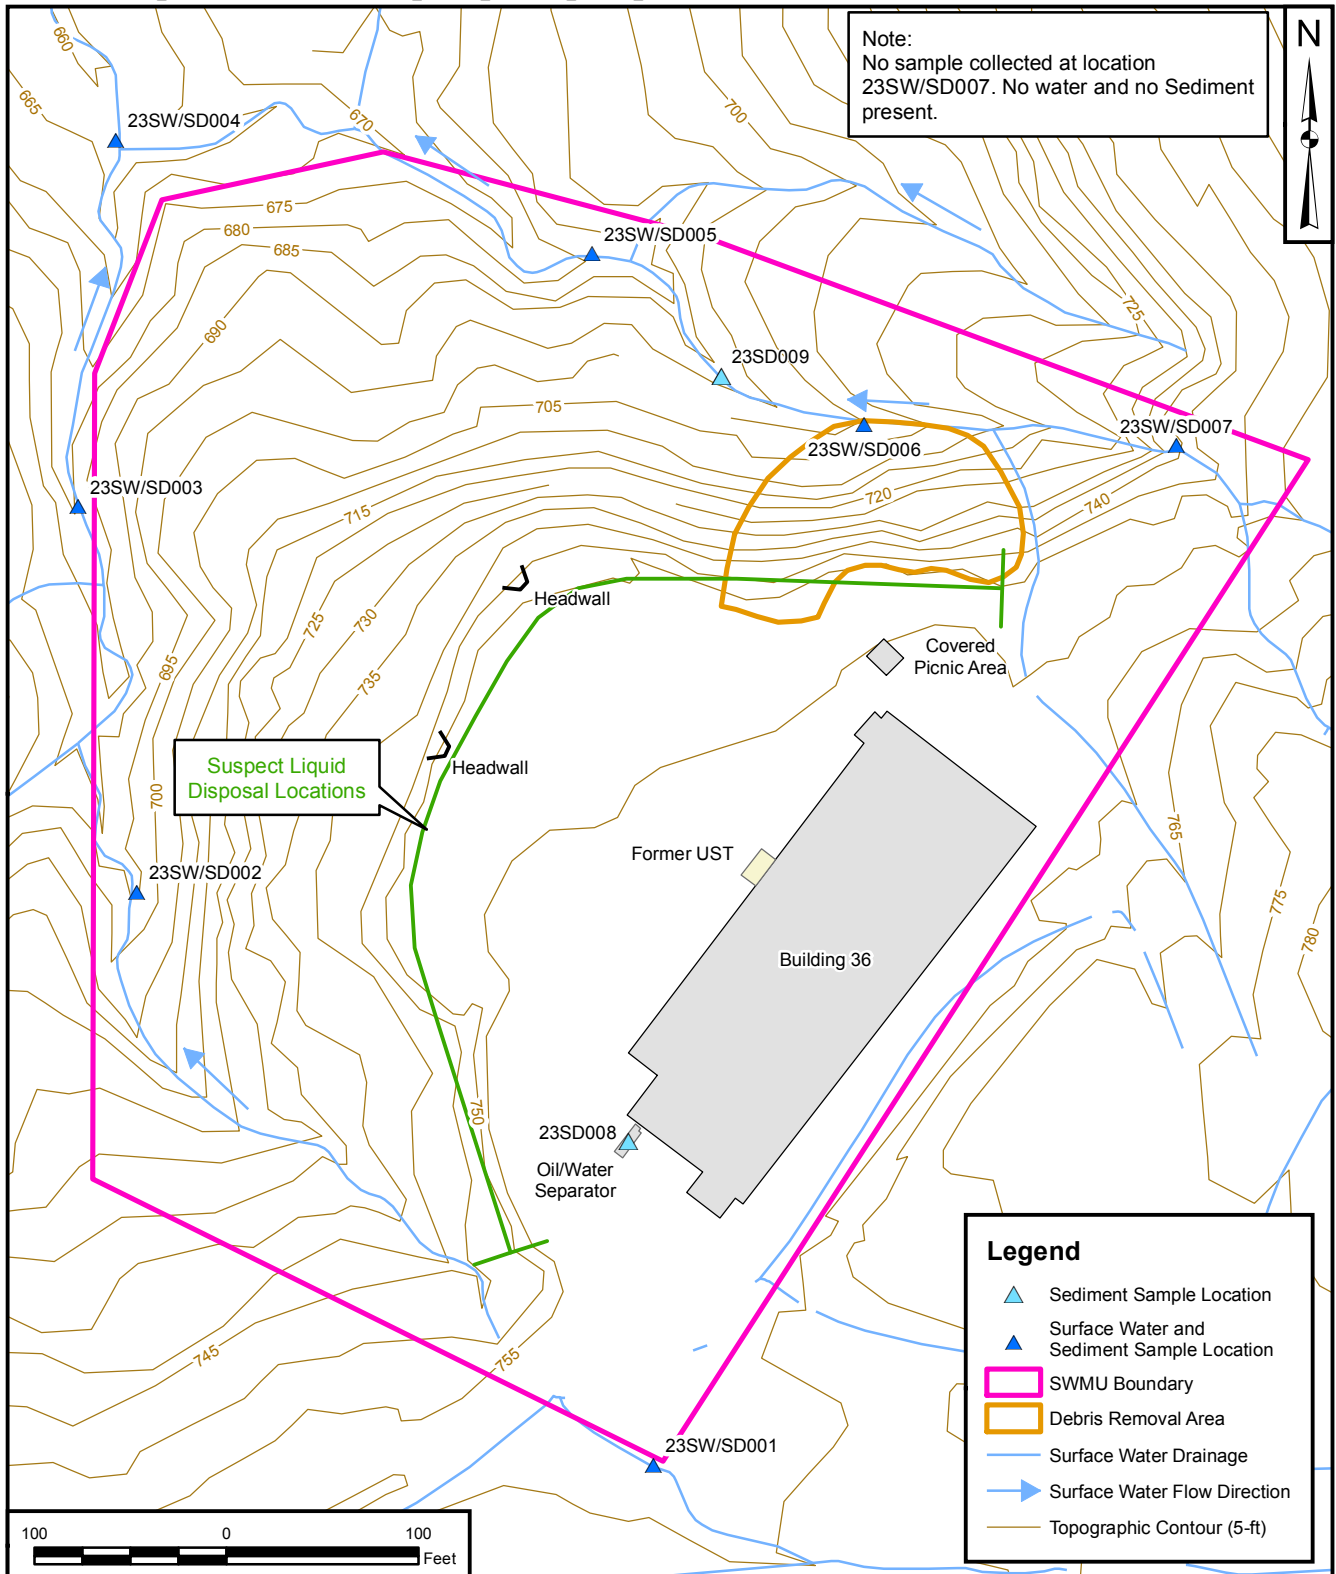 Note:
No sample collected at location
23SW/SD007. No water and no Sediment
present.
N
660
665
670
700
23SW/SD004
675
680
685
690
23SW/SD005
725
23SD009
705
23SW/SD007
23SW/SD006
23SW/SD003
715
720
740
Headwall
725
730
735
695
Covered
Picnic Area
Headwall
Suspect Liquid
Disposal Locations
700
765
Former UST
23SW/SD002
775
780
Building 36
750
23SD008
Oil/Water
Separator
745
755
23SW/SD001
Legend
Sediment Sample Location
Surface Water and
Sediment Sample Location
SWMU Boundary
Debris Removal Area
Surface Water Drainage
Surface Water Flow Direction
Topographic Contour (5-ft)
100 0 100
Feet